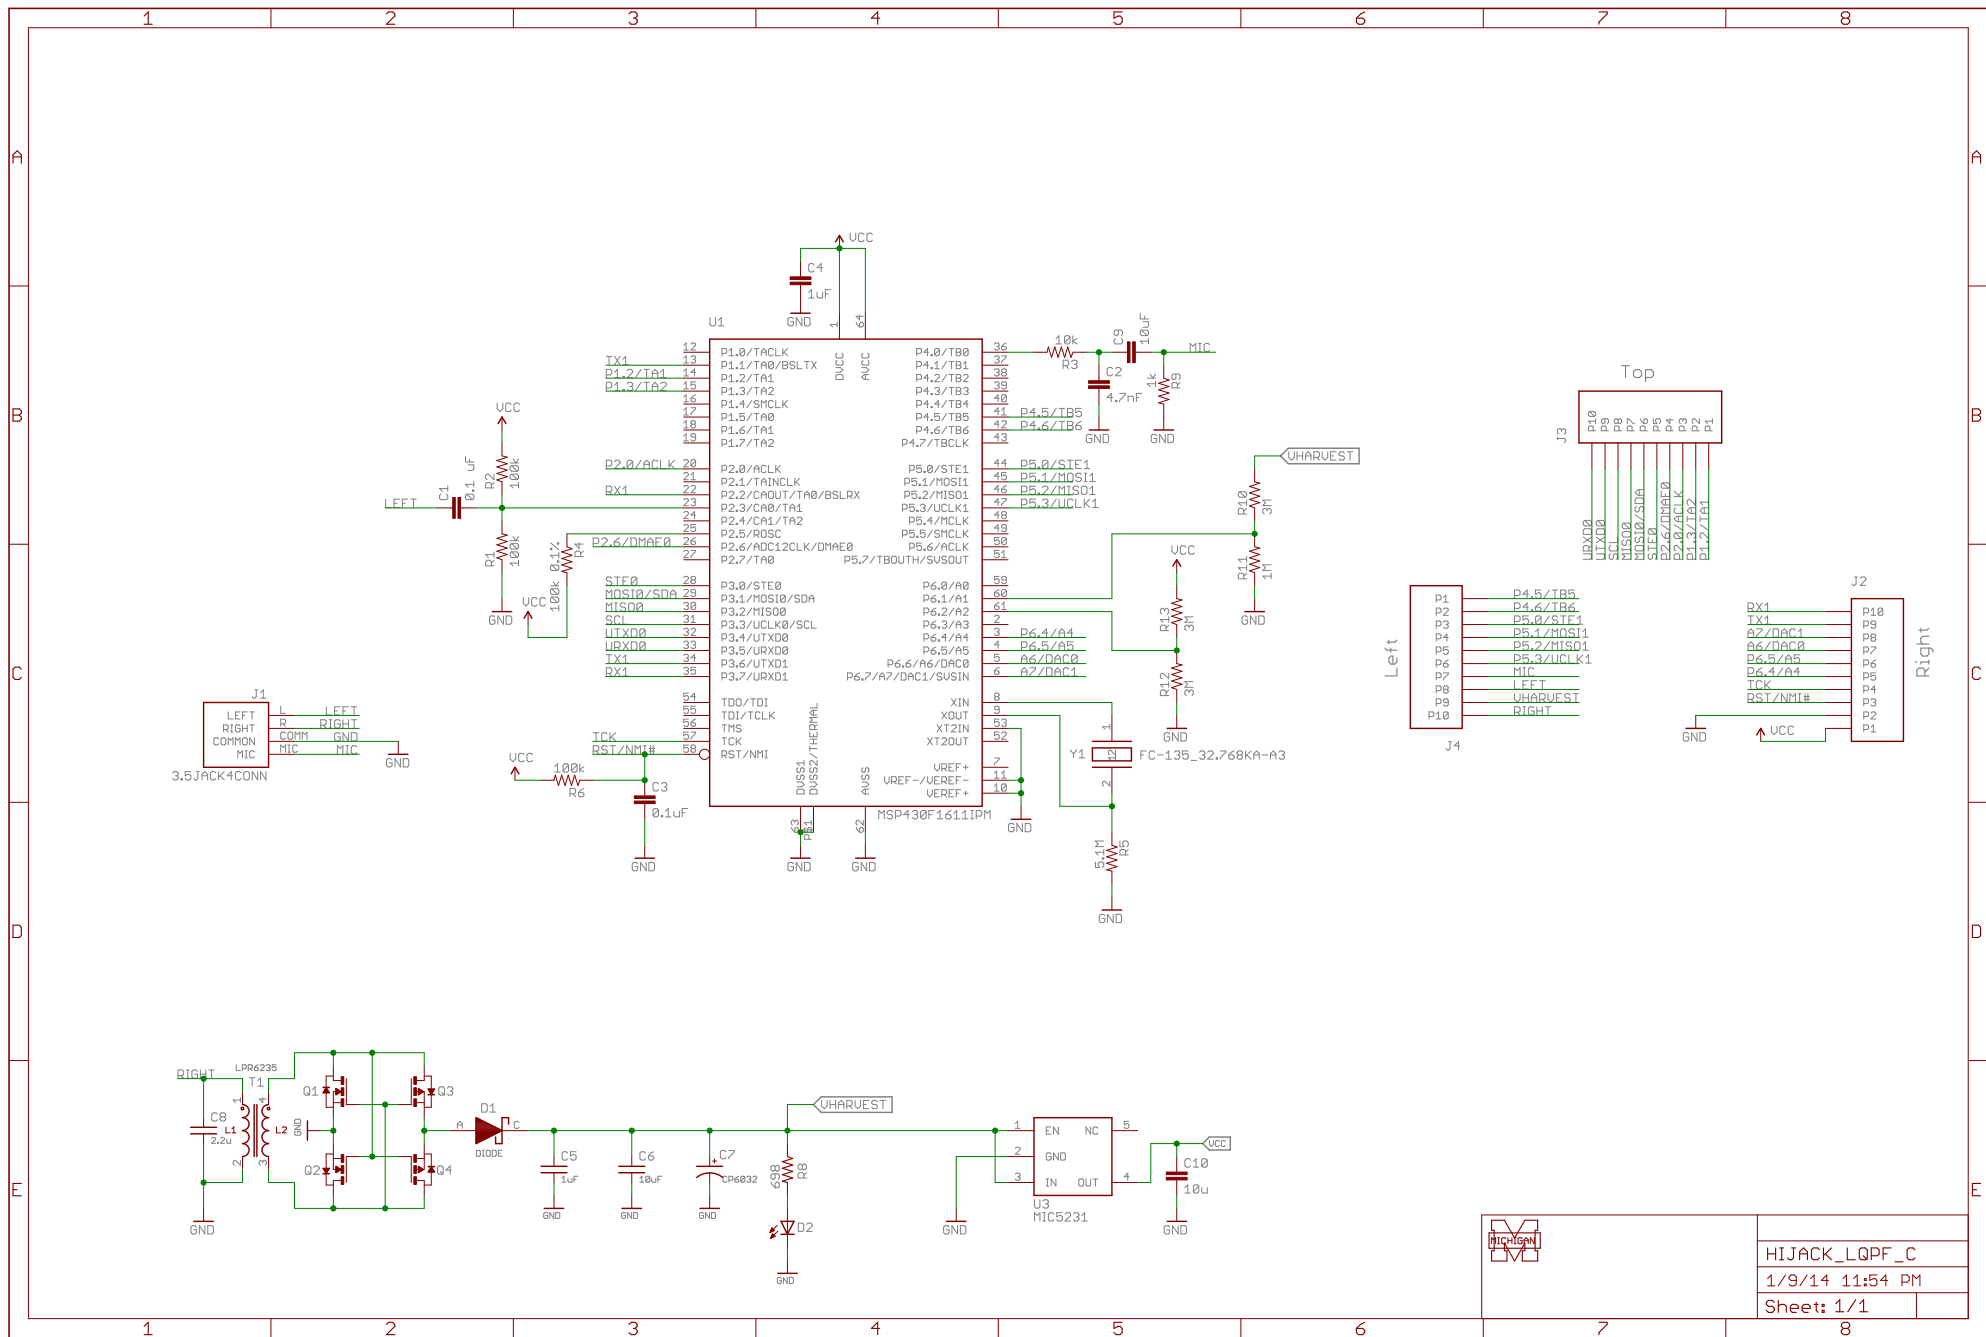 1 2 3 4 5 6 7 8
A A
B B
C C
D D
E E
VCC
C4
1uF
GND
U1
1 64
DVCC AVCC
12 P1.0/TACLK
TX1 13 P1.1/TA0/BSLTX
P1.2/TA1 14 P1.2/TA1
P1.3/TA2 15 P1.3/TA2
16 P1.4/SMCLK
17 P1.5/TA0
18 P1.6/TA1
19 P1.7/TA2
P2.0/ACLK 20 P2.0/ACLK
21 P2.1/TAINCLK
RX1 22 P2.2/CAOUT/TA0/BSLRX
23 P2.3/CA0/TA1
24 P2.4/CA1/TA2
25 P2.5/ROSC
P2.6/DMAE0 26 P2.6/ADC12CLK/DMAE0
27 P2.7/TA0
STE0 28 P3.0/STE0
MOSI0/SDA 29 P3.1/MOSI0/SDA
MISO0 30 P3.2/MISO0
SCL 31 P3.3/UCLK0/SCL
UTXD0 32 P3.4/UTXD0
URXD0 33 P3.5/URXD0
TX1 34 P3.6/UTXD1
RX1 35 P3.7/URXD1
54 TDO/TDI
55 TDI/TCLK
56 TMS
TCK 57 TCK
RST/NMI# 58 RST/NMI
P4.0/TB0 36
P4.1/TB1 37
P4.2/TB2 38
P4.3/TB3 39
P4.4/TB4 40
P4.5/TB5 41 P4.5/TB5
P4.6/TB6 42 P4.6/TB6
P4.7/TBCLK 43
P5.0/STE1 44 P5.0/STE1
P5.1/MOSI1 45 P5.1/MOSI1
P5.2/MISO1 46 P5.2/MISO1
P5.3/UCLK1 47 P5.3/UCLK1
P5.4/MCLK 48
P5.5/SMCLK 49
P5.6/ACLK 50
P5.7/TBOUTH/SVSOUT 51
P6.0/A0 59
P6.1/A1 60
P6.2/A2 61
P6.3/A3 2
P6.4/A4 3 P6.4/A4
P6.5/A5 4 P6.5/A5
P6.6/A6/DAC0 5 A6/DAC0
P6.7/A7/DAC1/SVSIN 6 A7/DAC1
XIN 8
XOUT 9
XT2IN 53
XT2OUT 52
VREF+ 7
VREF-/VEREF- 11
VEREF+ 10
DVSS1 DVSS2/THERMAL AVSS
63 PS1 62
MSP430F1611IPM
GND GND GND
VCC
R2 100k
LEFT C1 0.1 uF
R1 100k
GND
R4 100k 0.1%
VCC
VCC
100k
R6
C3
0.1uF
GND
10k
R3
C9 10uF
MIC
C2
4.7nF
1k R9
GND GND
VHARVEST
R10 3M
R11 1M
GND
VCC
R13 3M
R12 3M
GND
Y1 1 12 2 FC-135_32.768KA-A3
5.1M R5
GND
Top
J3
P10 P9 P8 P7 P6 P5 P4 P3 P2 P1
URXD0
UTXD0
SCL
MISO0
MOSI0/SDA
STE0
P2.6/DMAE0
P2.0/ACLK
P1.3/TA2
P1.2/TA1
Left
P1 P4.5/TB5
P2 P4.6/TB6
P3 P5.0/STE1
P4 P5.1/MOSI1
P5 P5.2/MISO1
P6 P5.3/UCLK1
P7 MIC
P8 LEFT
P9 VHARVEST
P10 RIGHT
J4
J2
Right
RX1 P10
TX1 P9
A7/DAC1 P8
A6/DAC0 P7
P6.5/A5 P6
P6.4/A4 P5
TCK P4
RST/NMI# P3
P2
P1
GND
VCC
J1
LEFT L LEFT
RIGHT R RIGHT
COMMON COMM GND
MIC MIC MIC
GND
3.5JACK4CONN
RIGHT
LPR6235
T1
C8
2.2u
L1 L2
1 4
2 3
GND
GND
Q1 Q3
Q2 Q4
D1
A C
DIODE
C5
1uF
GND
C6
10uF
GND
C7
CP6032
GND
VHARVEST
698 R8
D2
GND
1 EN NC 5
2 GND
3 IN OUT 4
U3
MIC5231
GND
VCC
C10
10u
GND
MICHIGAN
HIJACK_LQPF_C
1/9/14 11:54 PM
Sheet: 1/1
1 2 3 4 5 6 7 8